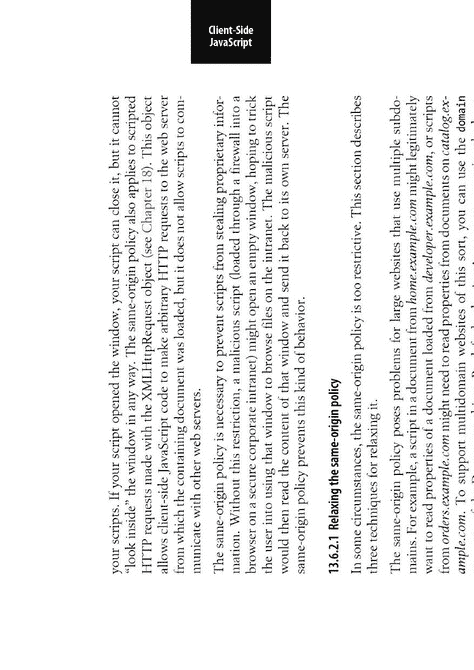 Client-Side
JavaScript
your scripts. If your script opened the window, your script can close it, but it cannot
“look inside” the window in any way. The same-origin policy also applies to scripted
HTTP requests made with the XMLHttpRequest object (see Chapter 18). This object
allows client-side JavaScript code to make arbitrary HTTP requests to the web server
from which the containing document was loaded, but it does not allow scripts to com-
municate with other web servers.
The same-origin policy is necessary to prevent scripts from stealing proprietary infor-
mation. Without this restriction, a malicious script (loaded through a firewall into a
browser on a secure corporate intranet) might open an empty window, hoping to trick
the user into using that window to browse files on the intranet. The malicious script
would then read the content of that window and send it back to its own server. The
same-origin policy prevents this kind of behavior.
13.6.2.1 Relaxing the same-origin policy
In some circumstances, the same-origin policy is too restrictive. This section describes
three techniques for relaxing it.
The same-origin policy poses problems for large websites that use multiple subdo-
mains. For example, a script in a document from home.example.com might legitimately
want to read properties of a document loaded from developer.example.com, or scripts
from orders.example.com might need to read properties from documents on catalog.ex-
ample.com. To support multidomain websites of this sort, you can use the domain